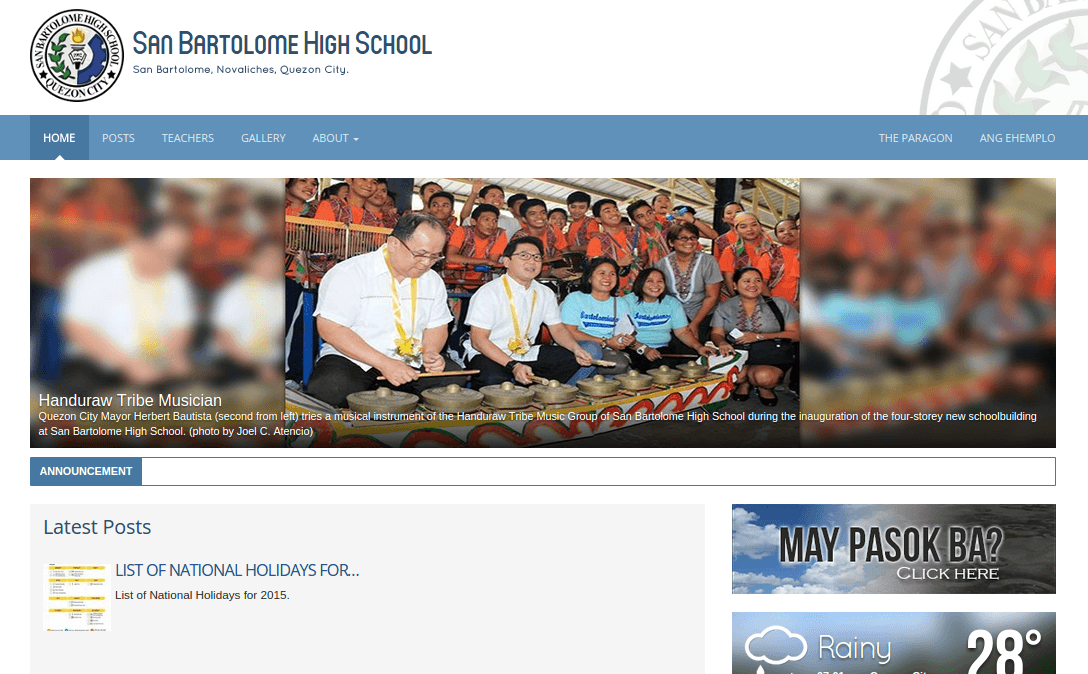 SAN BARTOLOME HIGH SCHOOL
QUEZON CITY
San Bartolome High School
San Bartolome, Novaliches, Quezon City.
SAN BA
HOME POSTS TEACHERS GALLERY ABOUT THE PARAGON ANG EHEMPLO
Handuraw Tribe Musician
Quezon City Mayor Herbert Bautista (second from left) tries a musical instrument of the Handuraw Tribe Music Group of San Bartolome High School during the inauguration of the four-storey new schoolbuilding
at San Bartolome High School. (photo by Joel C. Atencio)
ANNOUNCEMENT
Latest Posts
LIST OF NATIONAL HOLIDAYS FOR...
List of National Holidays for 2015.
MAY PASOK BA?
CLICK HERE
Rainy 28°